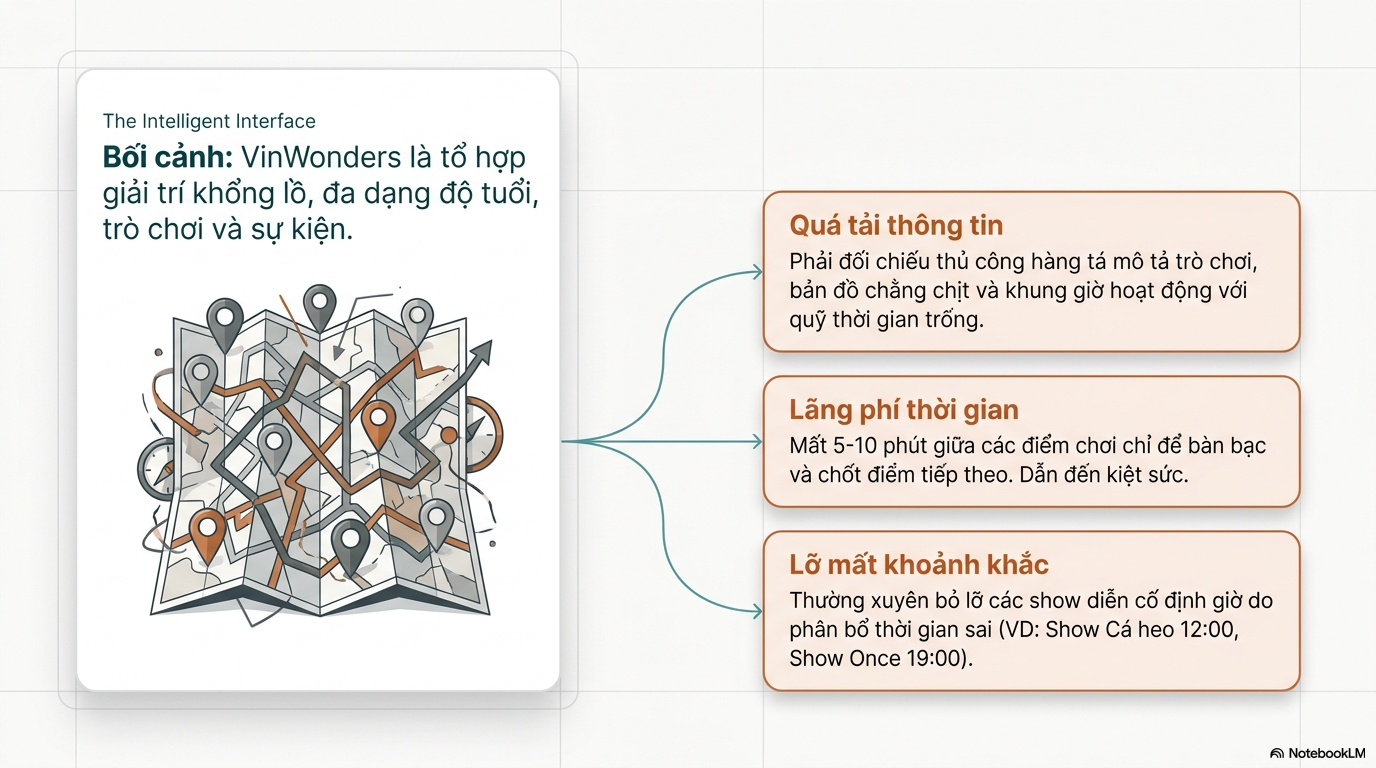 The Intelligent Interface
Bối cảnh: VinWonders là tổ hợp
giải trí khổng lồ, đa dạng độ tuổi,
trò chơi và sự kiện.
Quá tải thông tin
Phải đối chiếu thủ công hàng tá mô tả trò chơi,
bản đồ chằng chịt và khung giờ hoạt động với
quỹ thời gian trống.
Lãng phí thời gian
Mất 5-10 phút giữa các điểm chơi chỉ để bàn bạc
và chốt điểm tiếp theo. Dẫn đến kiệt sức.
Lỡ mất khoảnh khắc
Thường xuyên bỏ lỡ các show diễn cố định giờ do
phân bổ thời gian sai (VD: Show Cá heo 12:00,
Show Once 19:00).
NotebookLM